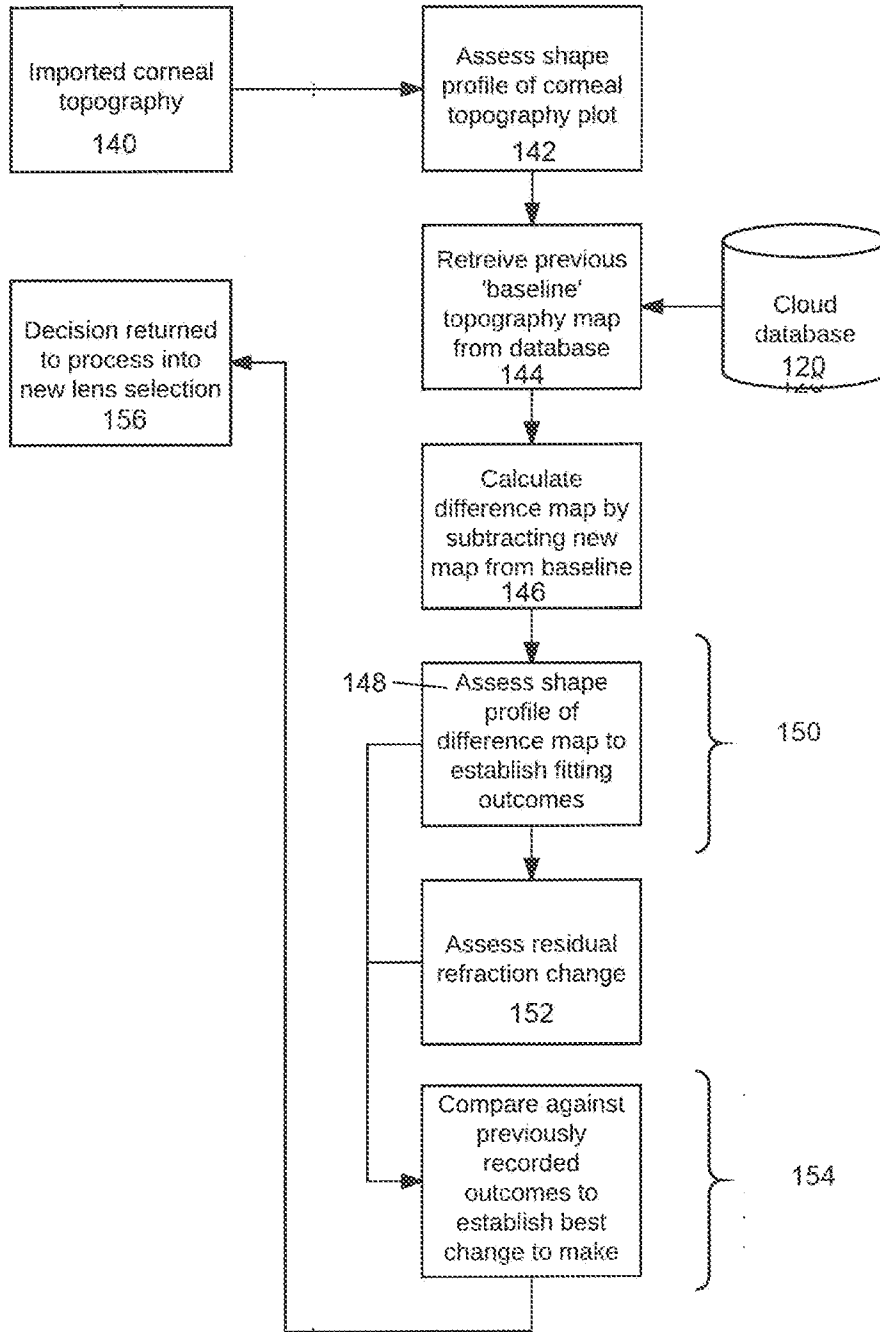 Imported corneal
topography
140
Assess shape
profile of corneal
topography plot
142
Retreive previous
'baseline'
topography map
from database
144
Cloud
database
120
Decision returned
to process into
new lens selection
156
Calculate
difference map by
subtracting new
map from baseline
146
148
Assess shape
profile of
difference map to
establish fitting
outcomes
150
Assess residual
refraction change
152
Compare against
previously
recorded
outcomes to
establish best
change to make
154